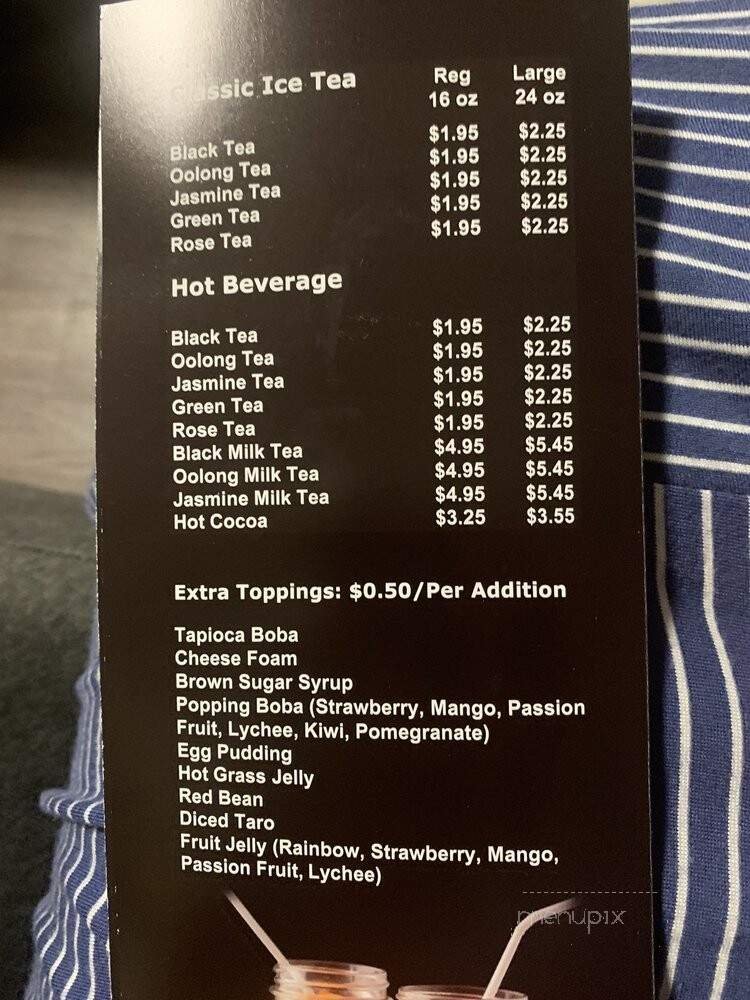 Classic Ice Tea Reg Large
16 oz 24 oz
Black Tea $1.95 $2.25
Oolong Tea $1.95 $2.25
Jasmine Tea $1.95 $2.25
Green Tea $1.95 $2.25
Rose Tea $1.95 $2.25
Hot Beverage
Black Tea $1.95 $2.25
Oolong Tea $1.95 $2.25
Jasmine Tea $1.95 $2.25
Green Tea $1.95 $2.25
Rose Tea $1.95 $2.25
Black Milk Tea $4.95 $5.45
Oolong Milk Tea $4.95 $5.45
Jasmine Milk Tea $4.95 $5.45
Hot Cocoa $3.25 $3.55
Extra Toppings: $0.50/Per Addition
Tapioca Boba
Cheese Foam
Brown Sugar Syrup
Popping Boba (Strawberry, Mango, Passion
Fruit, Lychee, Kiwi, Pomegranate)
Egg Pudding
Hot Grass Jelly
Red Bean
Diced Taro
Fruit Jelly (Rainbow, Strawberry, Mango,
Passion Fruit, Lychee)
menupix